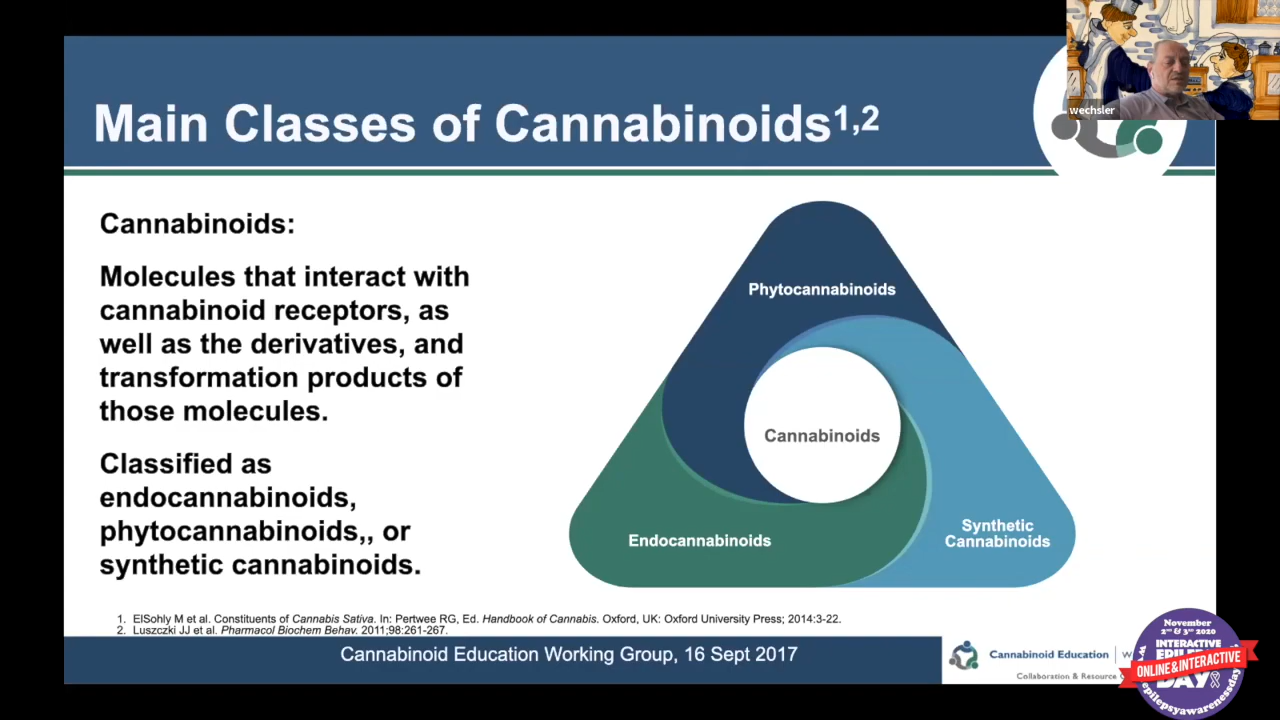 wechsler
Main Classes of Cannabinoids1,2
Cannabinoids:
Molecules that interact with
cannabinoid receptors, as
well as the derivatives, and
transformation products of
those molecules.
Classified as
endocannabinoids,
phytocannabinoids,, or
synthetic cannabinoids.
Phytocannabinoids
Cannabinoids
Endocannabinoids
Synthetic
Cannabinoids
1. ElSohly M et al. Constituents of Cannabis Sativa. In: Pertwee RG, Ed. Handbook of Cannabis. Oxford, UK: Oxford University Press; 2014:3-22.
2. Luszczki JJ et al. Pharmacol Biochem Behav. 2011;98:261-267.
Cannabinoid Education Working Group, 16 Sept 2017
Cannabinoid Education | W
Collaboration & Resource
November
2nd & 3rd 2020
INTERACTIVE
ONLINE & INTERACTIVE
DAY
epilepsyawarenessday